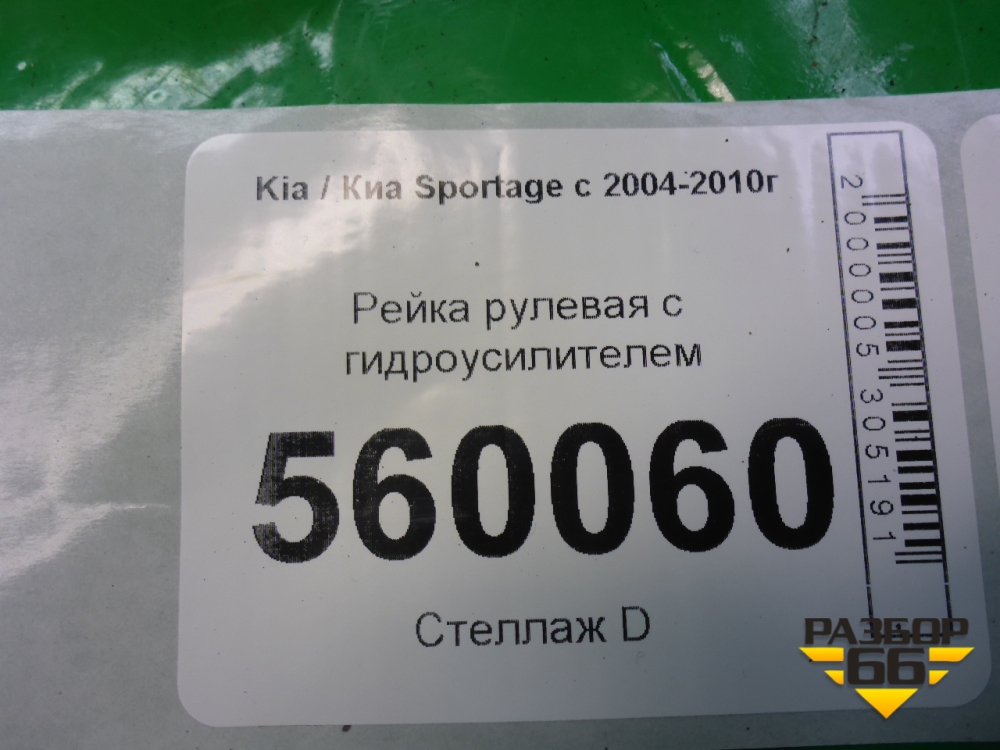 Kia / Киа Sportage с 2004-2010г
Рейка рулевая с
гидроусилителем
560060
Стеллаж D
2000005305191
РАЗБОР
66